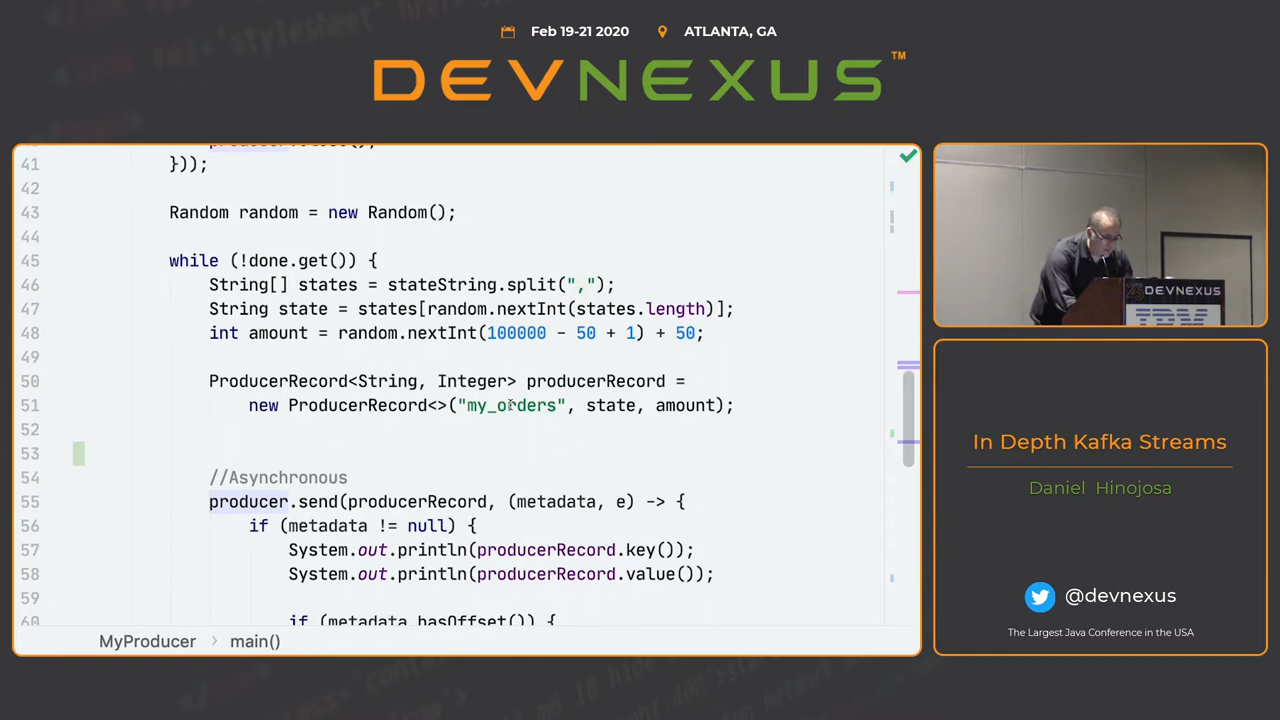 Feb 19-21 2020 ATLANTA, GA
DEVNEXUS™
41 }));
42
43 Random random = new Random();
44
45 while (!done.get()) {
46 String[] states = stateString.split(",");
47 String state = states[random.nextInt(states.length)];
48 int amount = random.nextInt(100000 - 50 + 1) + 50;
49
50 ProducerRecord<String, Integer> producerRecord =
51 new ProducerRecord<>("my_orders", state, amount);
52
53
54 //Asynchronous
55 producer.send(producerRecord, (metadata, e) -> {
56 if (metadata != null) {
57 System.out.println(producerRecord.key());
58 System.out.println(producerRecord.value());
59
60 if (metadata.hasOffset()) {
MyProducer > main()
DEVNEXUS
In Depth Kafka Streams
Daniel Hinojosa
@devnexus
The Largest Java Conference in the USA